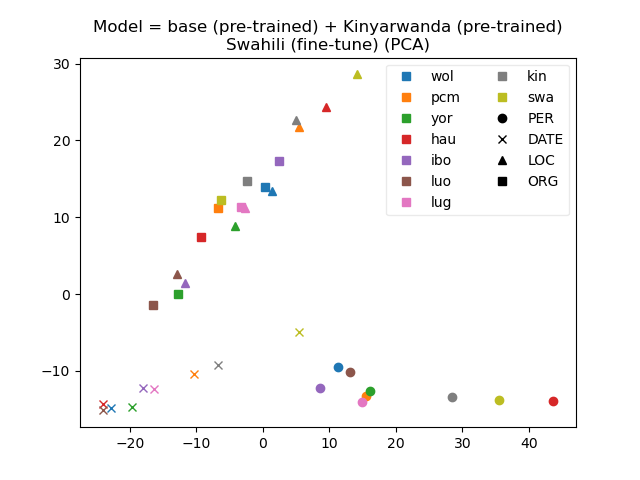 Model = base (pre-trained) + Kinyarwanda (pre-trained)
Swahili (fine-tune) (PCA)
30
20
10
0
−10
−20
−10
0
10
20
30
40
wol
pcm
yor
hau
ibo
luo
lug
kin
swa
PER
DATE
LOC
ORG